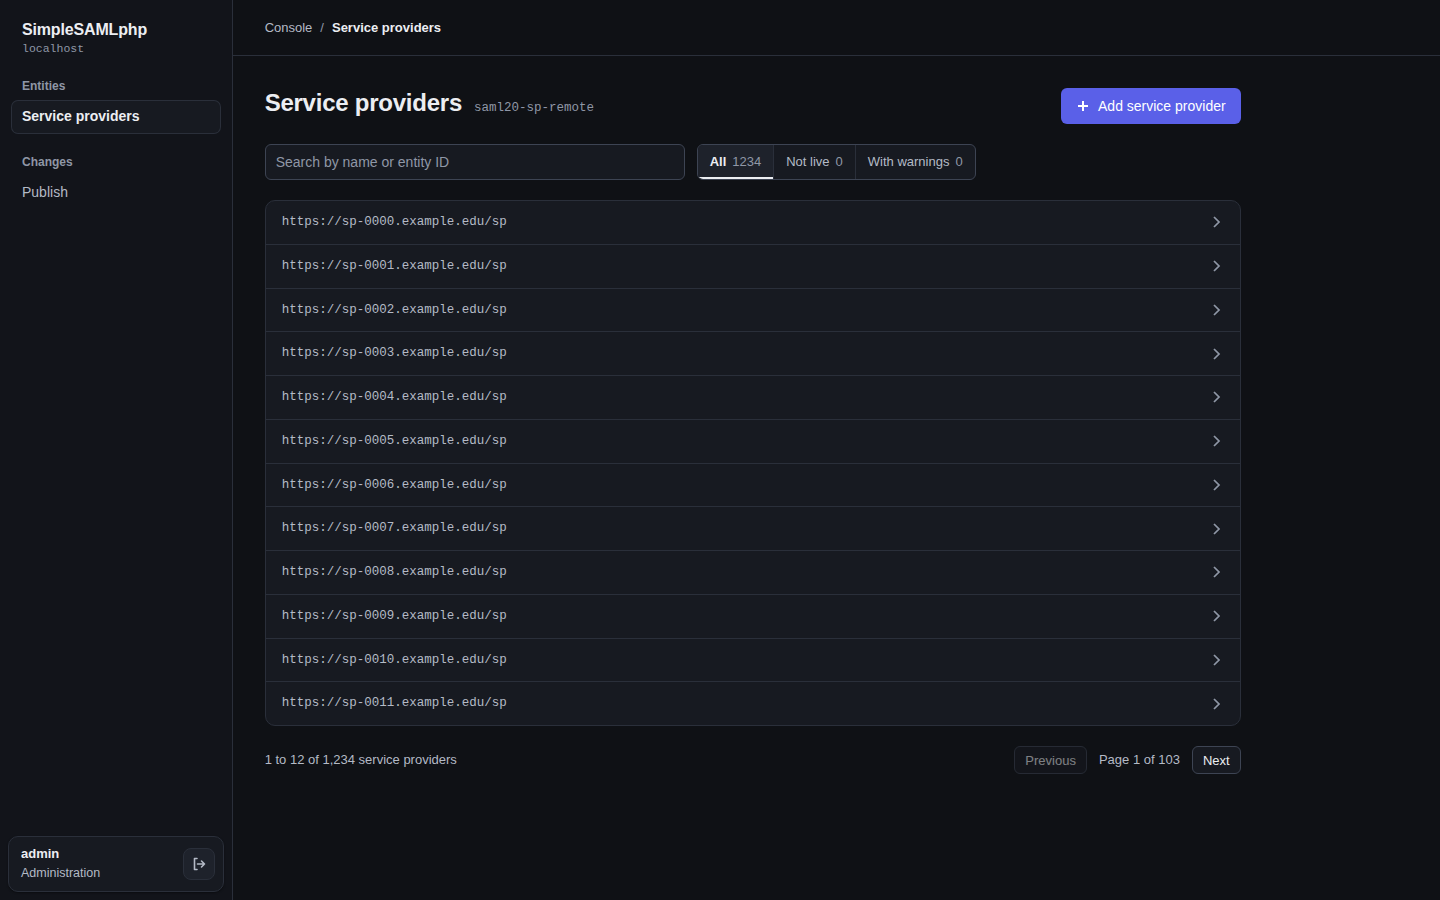 SimpleSAMLphp
localhost
Entities
Service providers
Changes
Publish
admin
Administration
Console / Service providers
Service providers saml20-sp-remote
Add service provider
Search by name or entity ID
All 1234 Not live 0 With warnings 0
https://sp-0000.example.edu/sp
https://sp-0001.example.edu/sp
https://sp-0002.example.edu/sp
https://sp-0003.example.edu/sp
https://sp-0004.example.edu/sp
https://sp-0005.example.edu/sp
https://sp-0006.example.edu/sp
https://sp-0007.example.edu/sp
https://sp-0008.example.edu/sp
https://sp-0009.example.edu/sp
https://sp-0010.example.edu/sp
https://sp-0011.example.edu/sp
1 to 12 of 1,234 service providers
Previous Page 1 of 103 Next